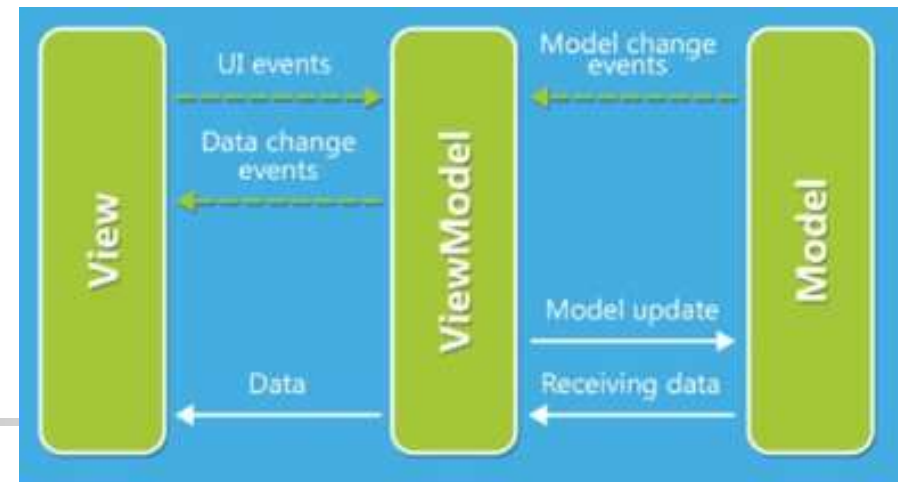 View
UI events
Data change
events
Data
ViewModel
Model change
events
Model update
Receiving data
Model